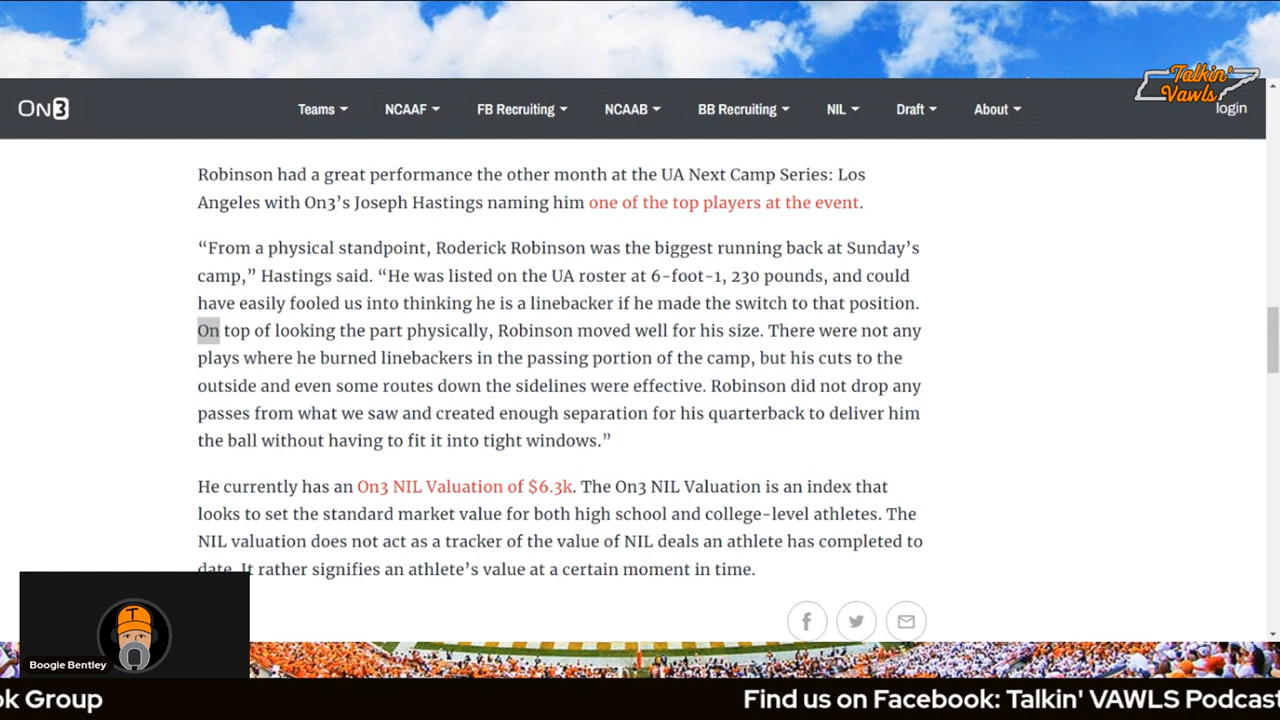 Talkin'
Vawls
ON3
Teams
NCAAF
FB Recruiting
NCAAB
BB Recruiting
NIL
Draft
About
login
Robinson had a great performance the other month at the UA Next Camp Series: Los
Angeles with On3’s Joseph Hastings naming him one of the top players at the event.
“From a physical standpoint, Roderick Robinson was the biggest running back at Sunday’s
camp,” Hastings said. “He was listed on the UA roster at 6-foot-1, 230 pounds, and could
have easily fooled us into thinking he is a linebacker if he made the switch to that position.
On top of looking the part physically, Robinson moved well for his size. There were not any
plays where he burned linebackers in the passing portion of the camp, but his cuts to the
outside and even some routes down the sidelines were effective. Robinson did not drop any
passes from what we saw and created enough separation for his quarterback to deliver him
the ball without having to fit it into tight windows.”
He currently has an On3 NIL Valuation of $6.3k. The On3 NIL Valuation is an index that
looks to set the standard market value for both high school and college-level athletes. The
NIL valuation does not act as a tracker of the value of NIL deals an athlete has completed to
date. It rather signifies an athlete’s value at a certain moment in time.
T
Boogie Bentley
ok Group
Find us on Facebook: Talkin' VAWLS Podcast